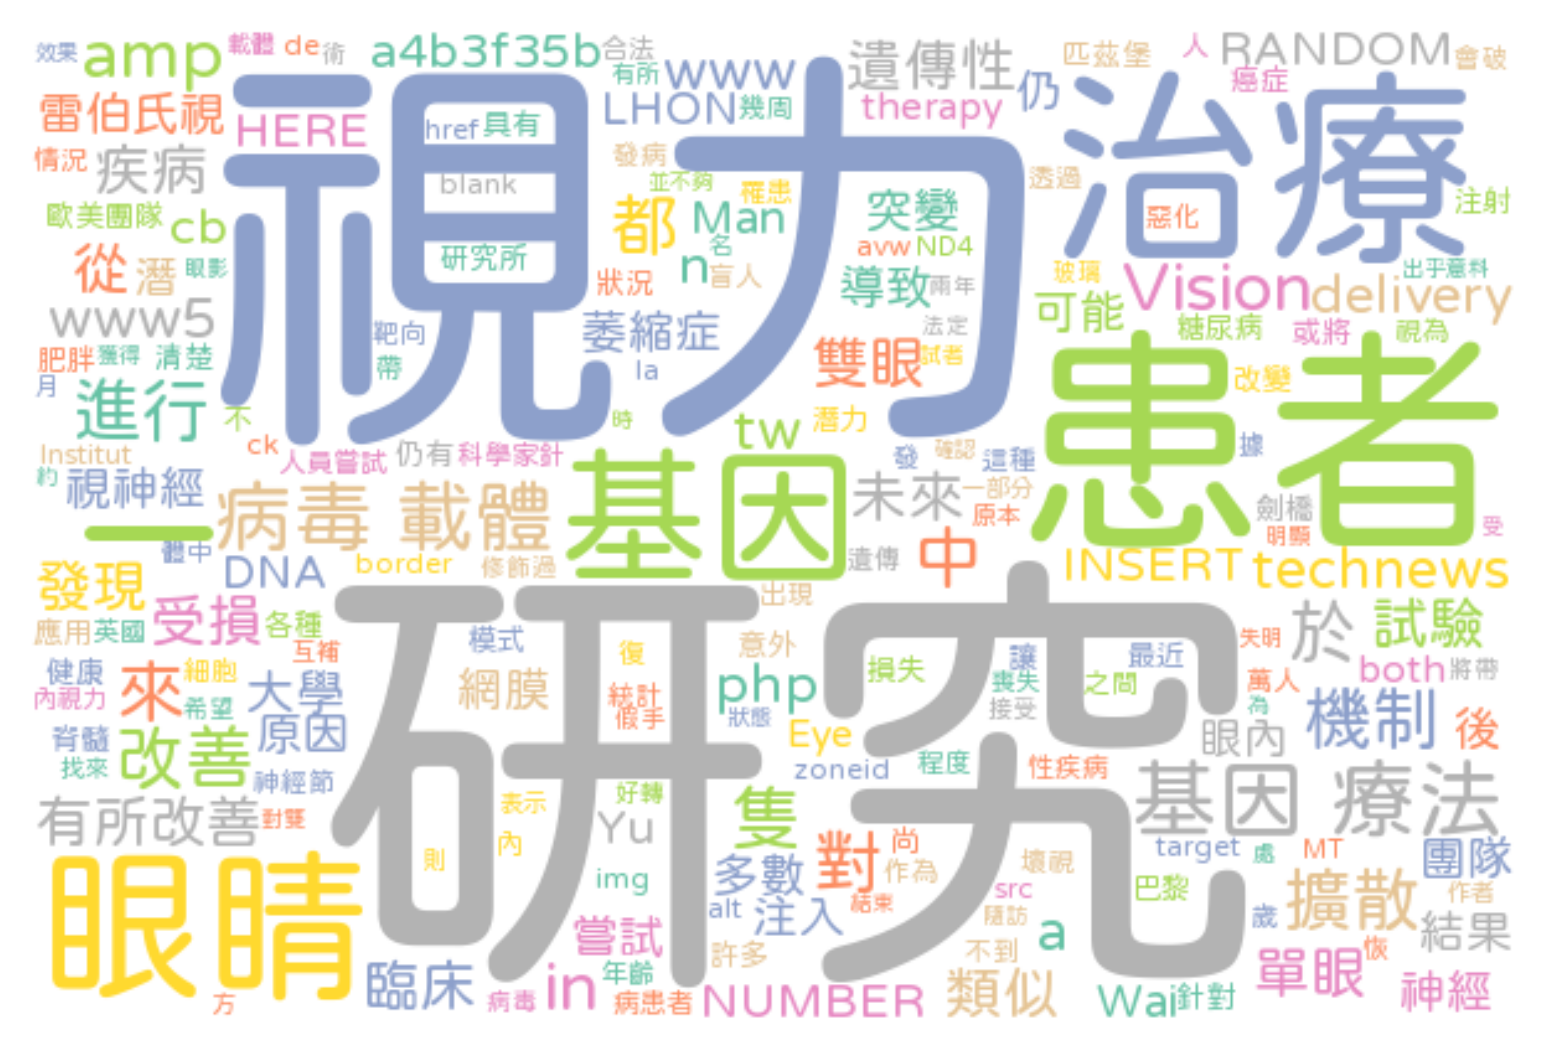 效果 amp 載體 de 術 a4b3f35b 合法 遺傳性 匹茲堡 人 RANDOM 會破
雷伯氏視 HERE 有所 www LHON 幾周 therapy 仍 癌症
視力 治療
href 具有 發病 透過 注射
情況 疾病 blank 並不夠 罹患 都 Man 突變 惡化
歐美團隊 cb 研究所 名 avw ND4
從 潛 眼影 狀況 n 盲人 導致 兩年 玻璃 Vision delivery 出乎意料
www5 靶向 萎縮症 法定 可能 糖尿病 或將 視為
肥胖 獲得 清楚 帶 la 雙眼 試者 患者 改變
月 進行 不 時 tw 潛力
Institut ck 人員嘗試 仍有 科學家針 發 確認 這種 據
約 視神經 病毒 載體 基因 未來 一部分 原本 劍橋 受
一 體中 明顯
發現 DNA border 修飾過 遺傳 中 INSERT technews
應用 英國 受損 各種 研究 出現 於 試驗
健康 細胞 互補 模式 復 意外 讓 最近 失明
內視力 來 希望 大學 網膜 統計 php 損失 喪失 之間 both 將帶 萬人
脊髓 原因 假手 狀態 接受 為 機制 後
找來 改善 神經節 Eye zoneid 程度 性疾病 眼內
有所改善 對雙 表示 好轉 隻 基因 療法
則 內 Yu 對 尚 target 處 MT 團隊
眼睛 img 多數 作為 壞視 巴黎 擴散 作者
alt 注入 結束 src 隨訪 a 歲 結果
嘗試 許多 不到 單眼 恢
方 臨床 病毒 in 年齡 病患者 NUMBER 類似 Wai 針對 神經